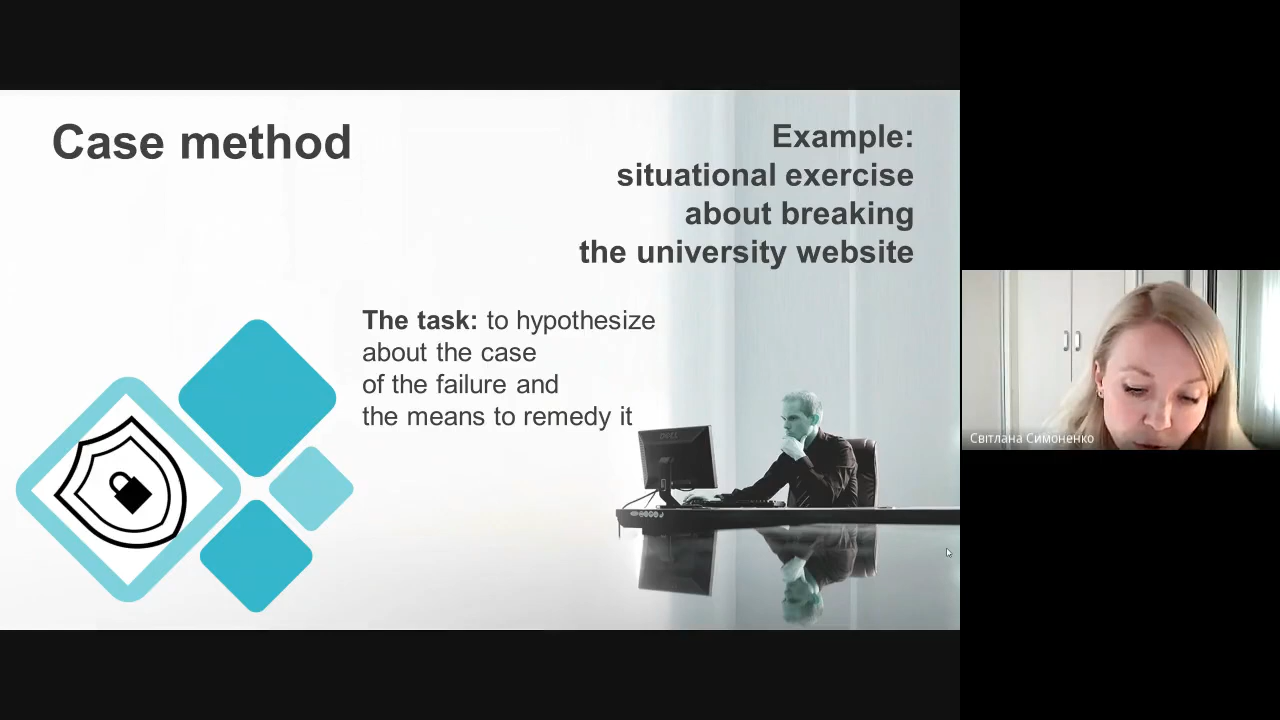 Case method
Example:
situational exercise
about breaking
the university website
The task: to hypothesize
about the case
of the failure and
the means to remedy it
DELL
Світлана Симоненко